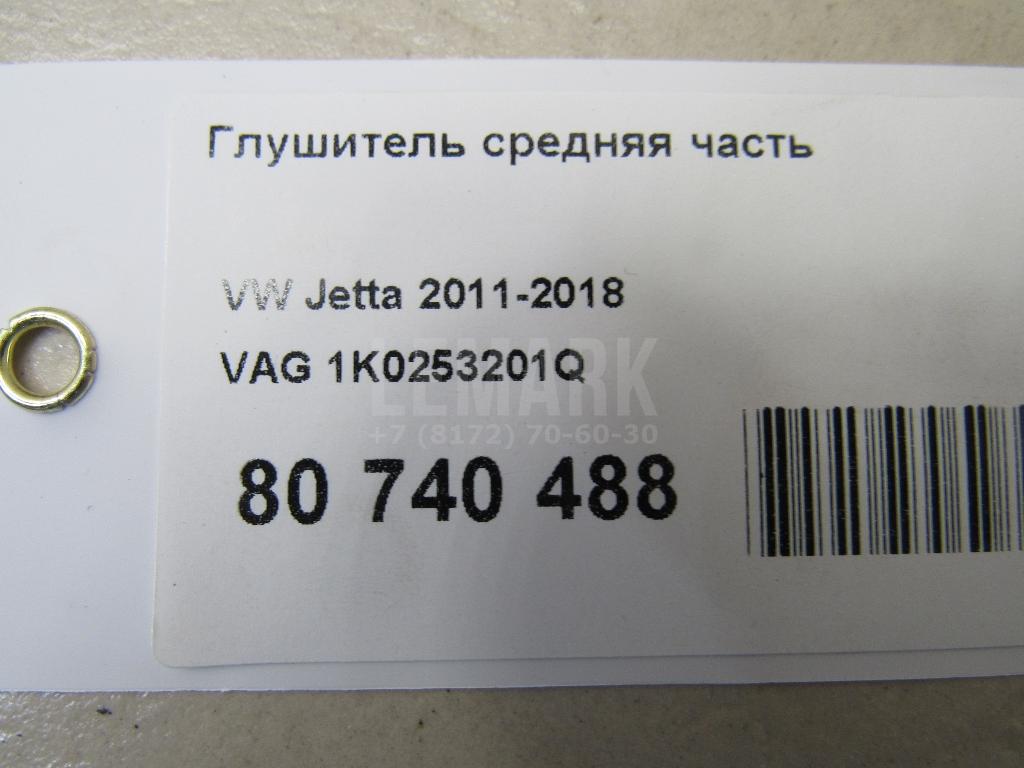 Глушитель средняя часть
VW Jetta 2011-2018
VAG 1K0253201Q
LEMARK
+7 (8172) 70-60-30
80 740 488